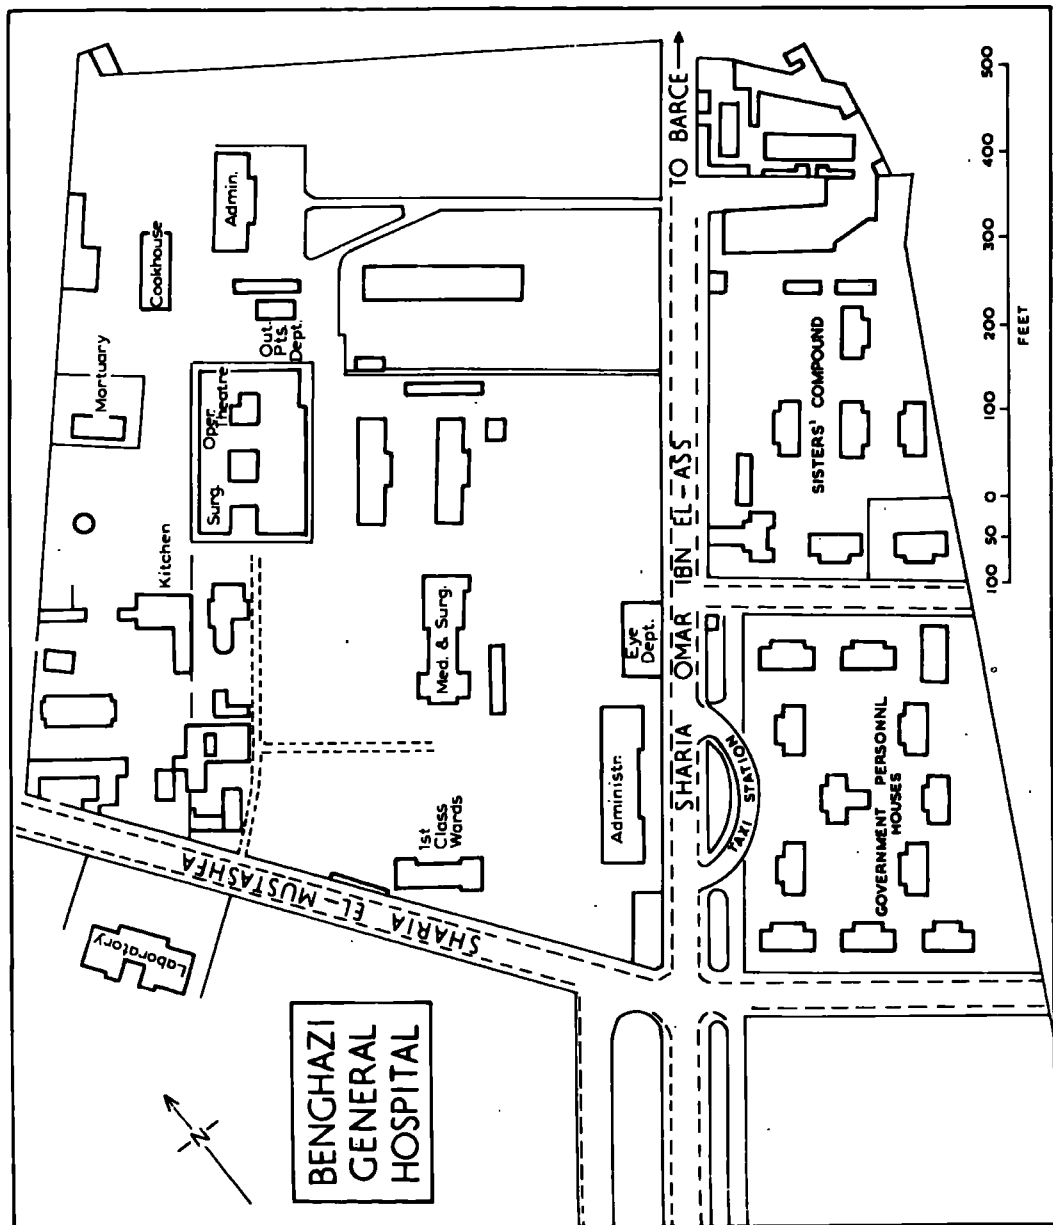 BENGHAZI
GENERAL
HOSPITAL
N
Laboratory
SHARIA EL-MUSTASHFA
1st
Class
Wards
Administr.
Eye
Dept.
Med. & Surg.
Kitchen
Surg.
Oper.
Theatre
Mortuary
Cookhouse
Out-
Pts.
Dept.
Admin.
SHARIA OMAR IBN EL-ASS
TO BARCE
TAXI STATION
GOVERNMENT PERSONNL
HOUSES
SISTERS' COMPOUND
100 50 0 100 200 300 400 500
FEET